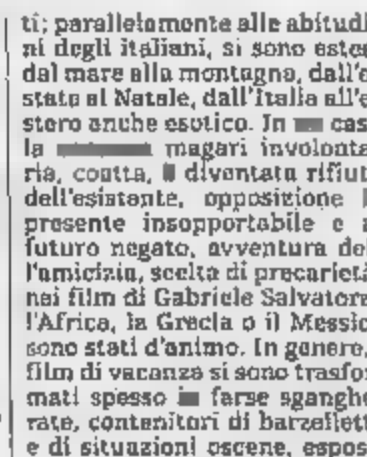 ti; parallelamente alle abitudi
ni degli italiani, si sono estes
dal mare alla montagna, dall'e
state al Natale, dall'Italia all'e
stero anche esotico. In cas
la magari involonta
ria, coatta, diventata rifiut
dell'esistente, opposizione
presente insopportabile e a
futuro negato, avventura del
l'amicizia, scelta di precarietà
nei film di Gabriele Salvatore
l'Africa, la Grecia o il Messic
sono stati d'animo. In genere,
film di vacanza si sono trasfor
mati spesso in farse sganghe
rate, contenitori di barzellett
e di situazioni oscene, espos